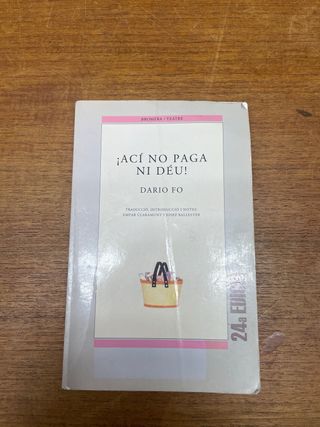 BROMERA / TEATRE
¡ACÍ NO PAGA
NI DÉU!
DARIO FO
TRADUCCIÓ, INTRODUCCIÓ I NOTES
EMPAR CLARAMUNT I JOSEP BALLESTER
24a EDICIÓ